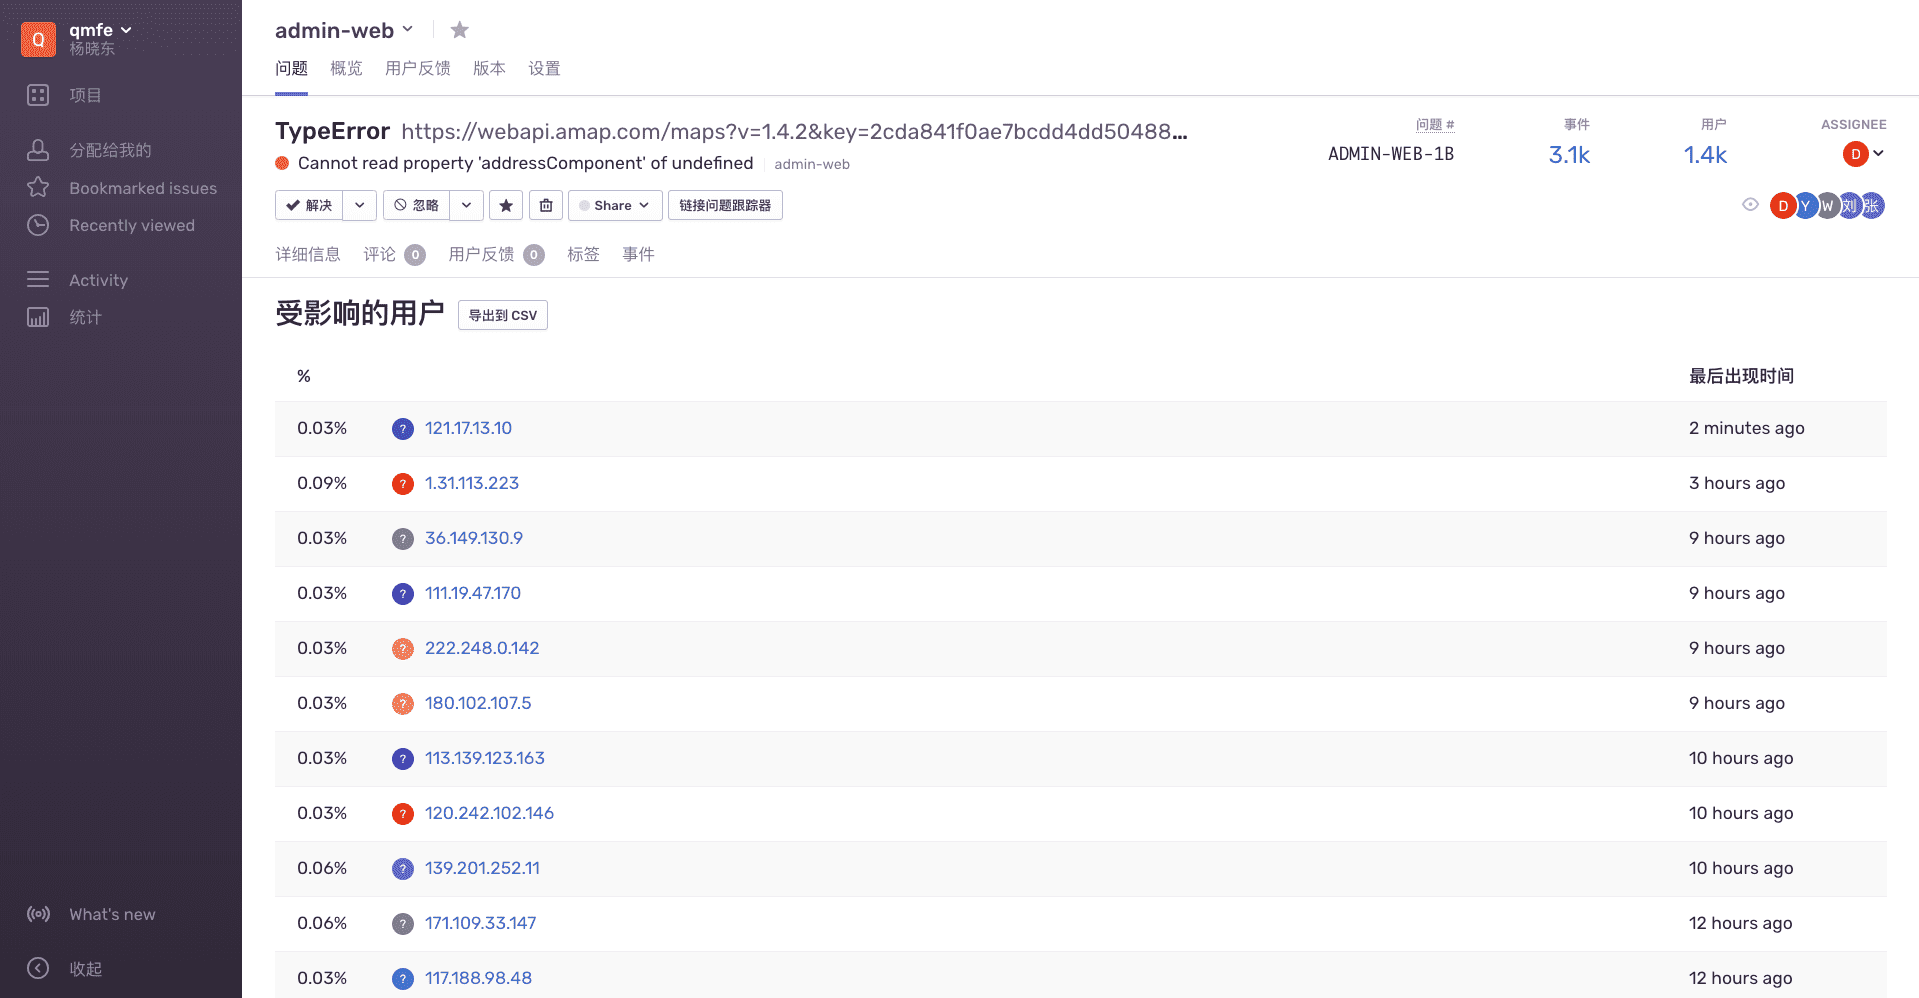 Q
qmfe
杨晓东
项目
分配给我的
Bookmarked issues
Recently viewed
Activity
统计
What's new
收起
admin-web
问题 概览 用户反馈 版本 设置
TypeError https://webapi.amap.com/maps?v=1.4.2&key=2cda841f0ae7bcdd4dd50488...
Cannot read property 'addressComponent' of undefined admin-web
问题 # 事件 用户 ASSIGNEE
ADMIN-WEB-1B 3.1k 1.4k D
解决 忽略 Share 链接问题跟踪器
D Y W 刘 张
详细信息 评论 0 用户反馈 0 标签 事件
受影响的用户 导出到 CSV
% 最后出现时间
0.03% ? 121.17.13.10 2 minutes ago
0.09% ? 1.31.113.223 3 hours ago
0.03% ? 36.149.130.9 9 hours ago
0.03% ? 111.19.47.170 9 hours ago
0.03% ? 222.248.0.142 9 hours ago
0.03% ? 180.102.107.5 9 hours ago
0.03% ? 113.139.123.163 10 hours ago
0.03% ? 120.242.102.146 10 hours ago
0.06% ? 139.201.252.11 10 hours ago
0.06% ? 171.109.33.147 12 hours ago
0.03% ? 117.188.98.48 12 hours ago